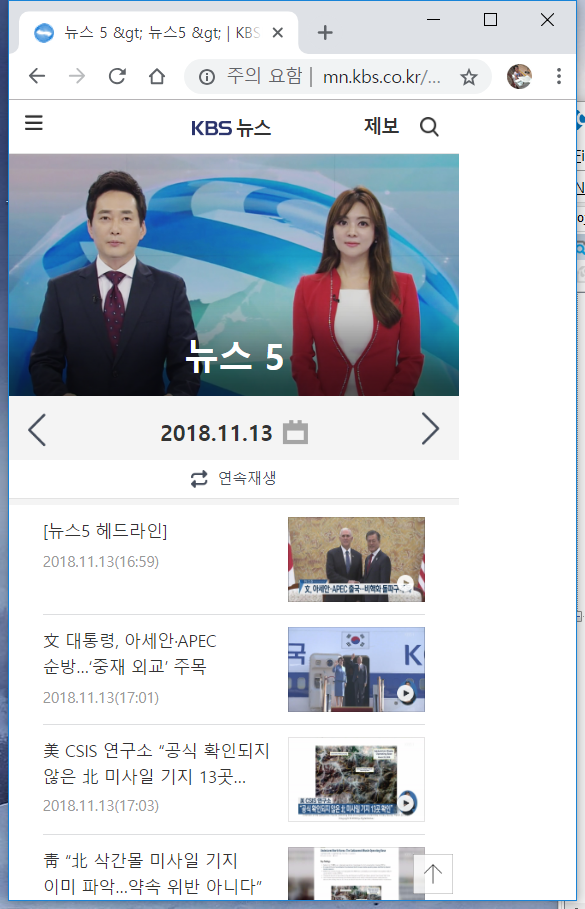 뉴스 5 &gt; 뉴스5 &gt; | KBS
주의 요함 | mn.kbs.co.kr/...
KBS 뉴스 제보
뉴스 5
2018.11.13
연속재생
[뉴스5 헤드라인]
2018.11.13(16:59)
文, 아세안·APEC 출국…비핵화 돌파구
文 대통령, 아세안·APEC
순방…‘중재 외교’ 주목
2018.11.13(17:01)
美 CSIS 연구소 “공식 확인되지
않은 北 미사일 기지 13곳...
2018.11.13(17:03)
美 CSIS 연구소
“공식 확인되지 않은 北 미사일 기지 13곳 확인”
靑 “北 삭간몰 미사일 기지
이미 파악…약속 위반 아니다”